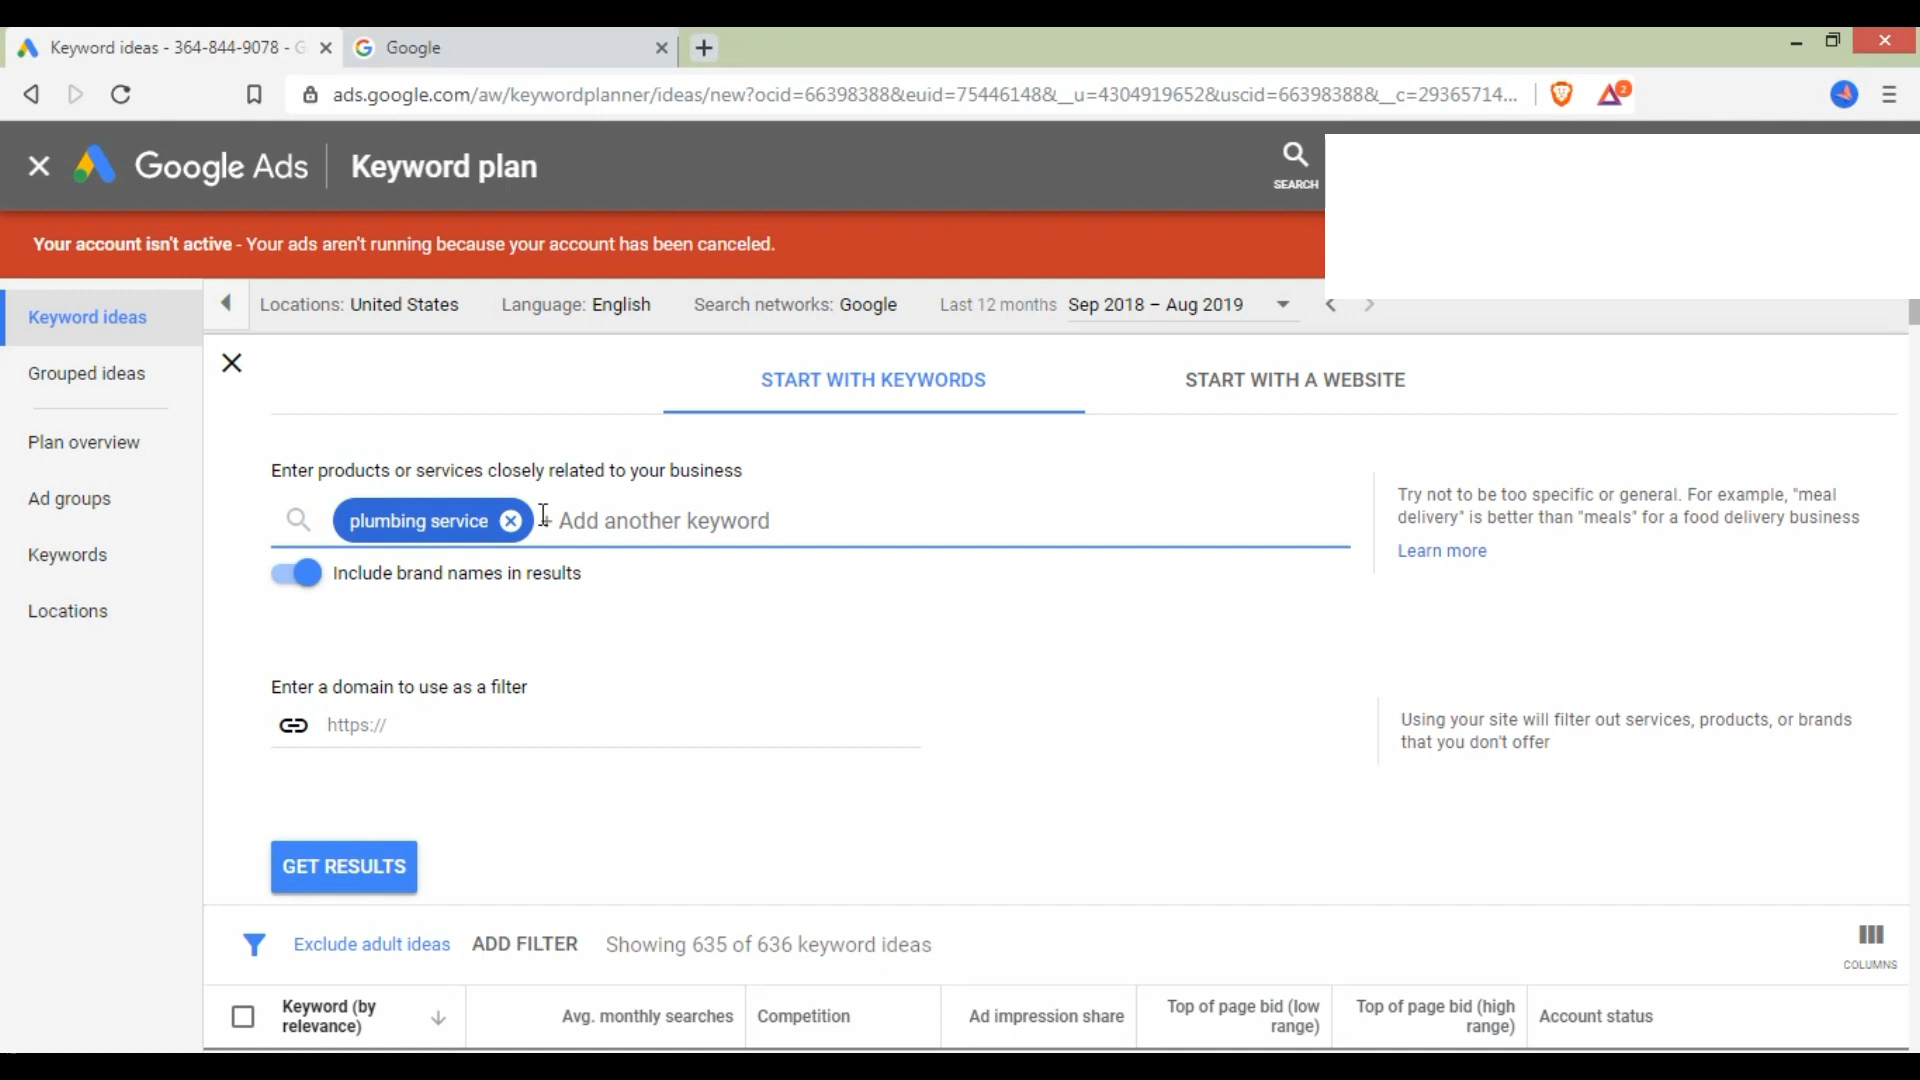 Keyword ideas - 364-844-9078 - G
Google
ads.google.com/aw/keywordplanner/ideas/new?ocid=66398388&euid=75446148&__u=4304919652&uscid=66398388&__c=29365714...
2
Google Ads
Keyword plan
SEARCH
Your account isn't active - Your ads aren't running because your account has been canceled.
Keyword ideas
Grouped ideas
Plan overview
Ad groups
Keywords
Locations
Locations: United States
Language: English
Search networks: Google
Last 12 months Sep 2018 – Aug 2019
START WITH KEYWORDS
START WITH A WEBSITE
Enter products or services closely related to your business
plumbing service
+ Add another keyword
Include brand names in results
Try not to be too specific or general. For example, "meal
delivery" is better than "meals" for a food delivery business
Learn more
Enter a domain to use as a filter
https://
Using your site will filter out services, products, or brands
that you don't offer
GET RESULTS
Exclude adult ideas
ADD FILTER
Showing 635 of 636 keyword ideas
COLUMNS
Keyword (by
relevance)
Avg. monthly searches
Competition
Ad impression share
Top of page bid (low
range)
Top of page bid (high
range)
Account status